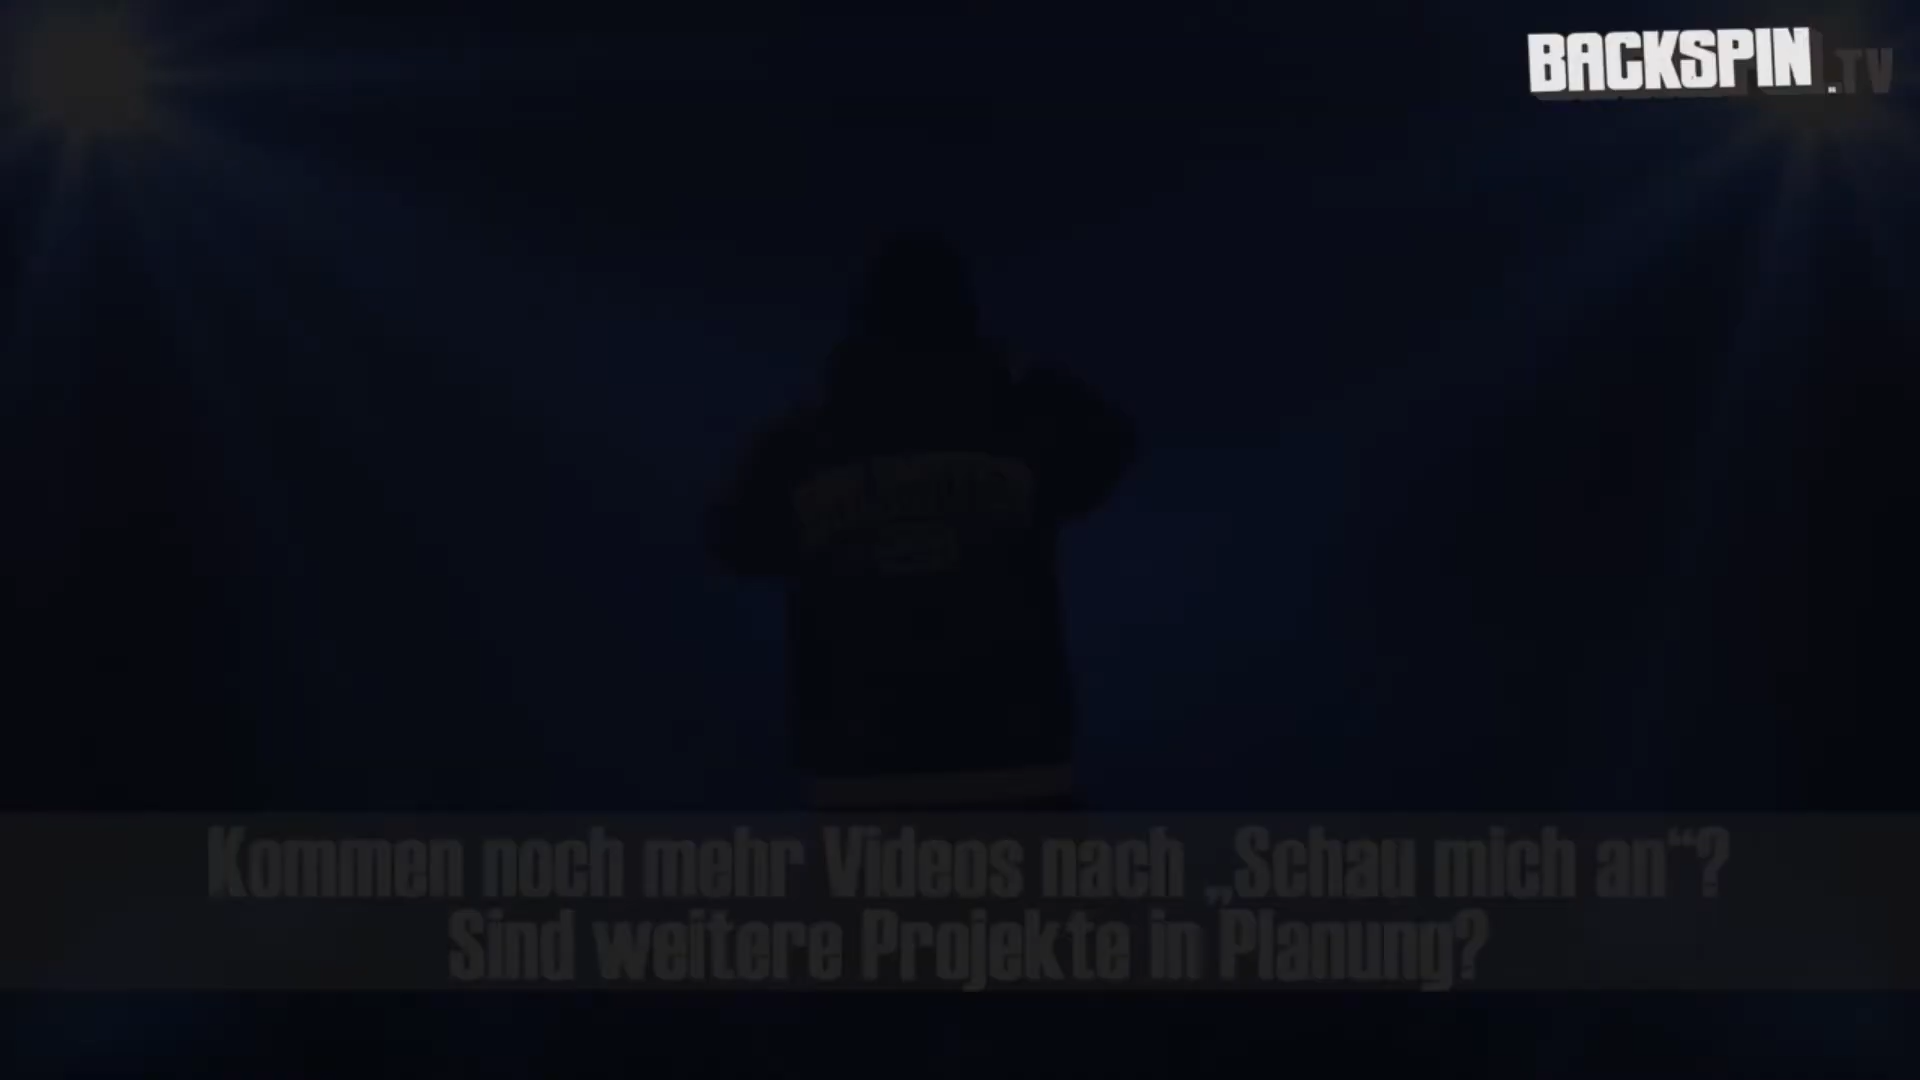 BACKSPIN.TV
Kommen noch mehr Videos nach „Schau mich an“?
Sind weitere Projekte in Planung?